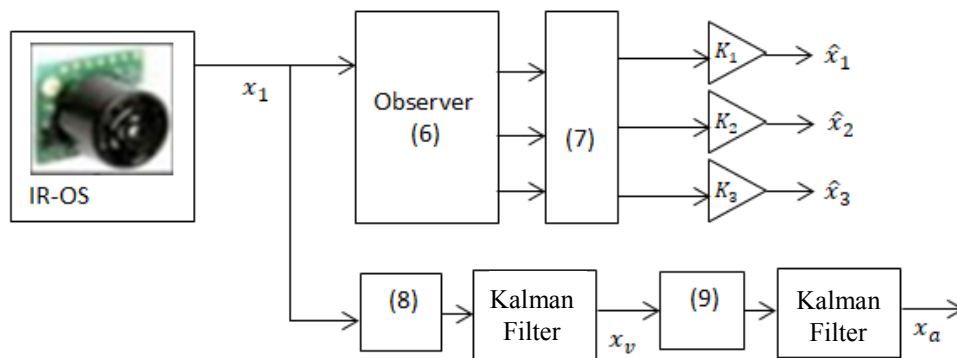 IR-OS
x₁
Observer
(6)
(7)
K₁
x̂₁
K₂
x̂₂
K₃
x̂₃
(8)
Kalman
Filter
xᵥ
(9)
Kalman
Filter
xₐ